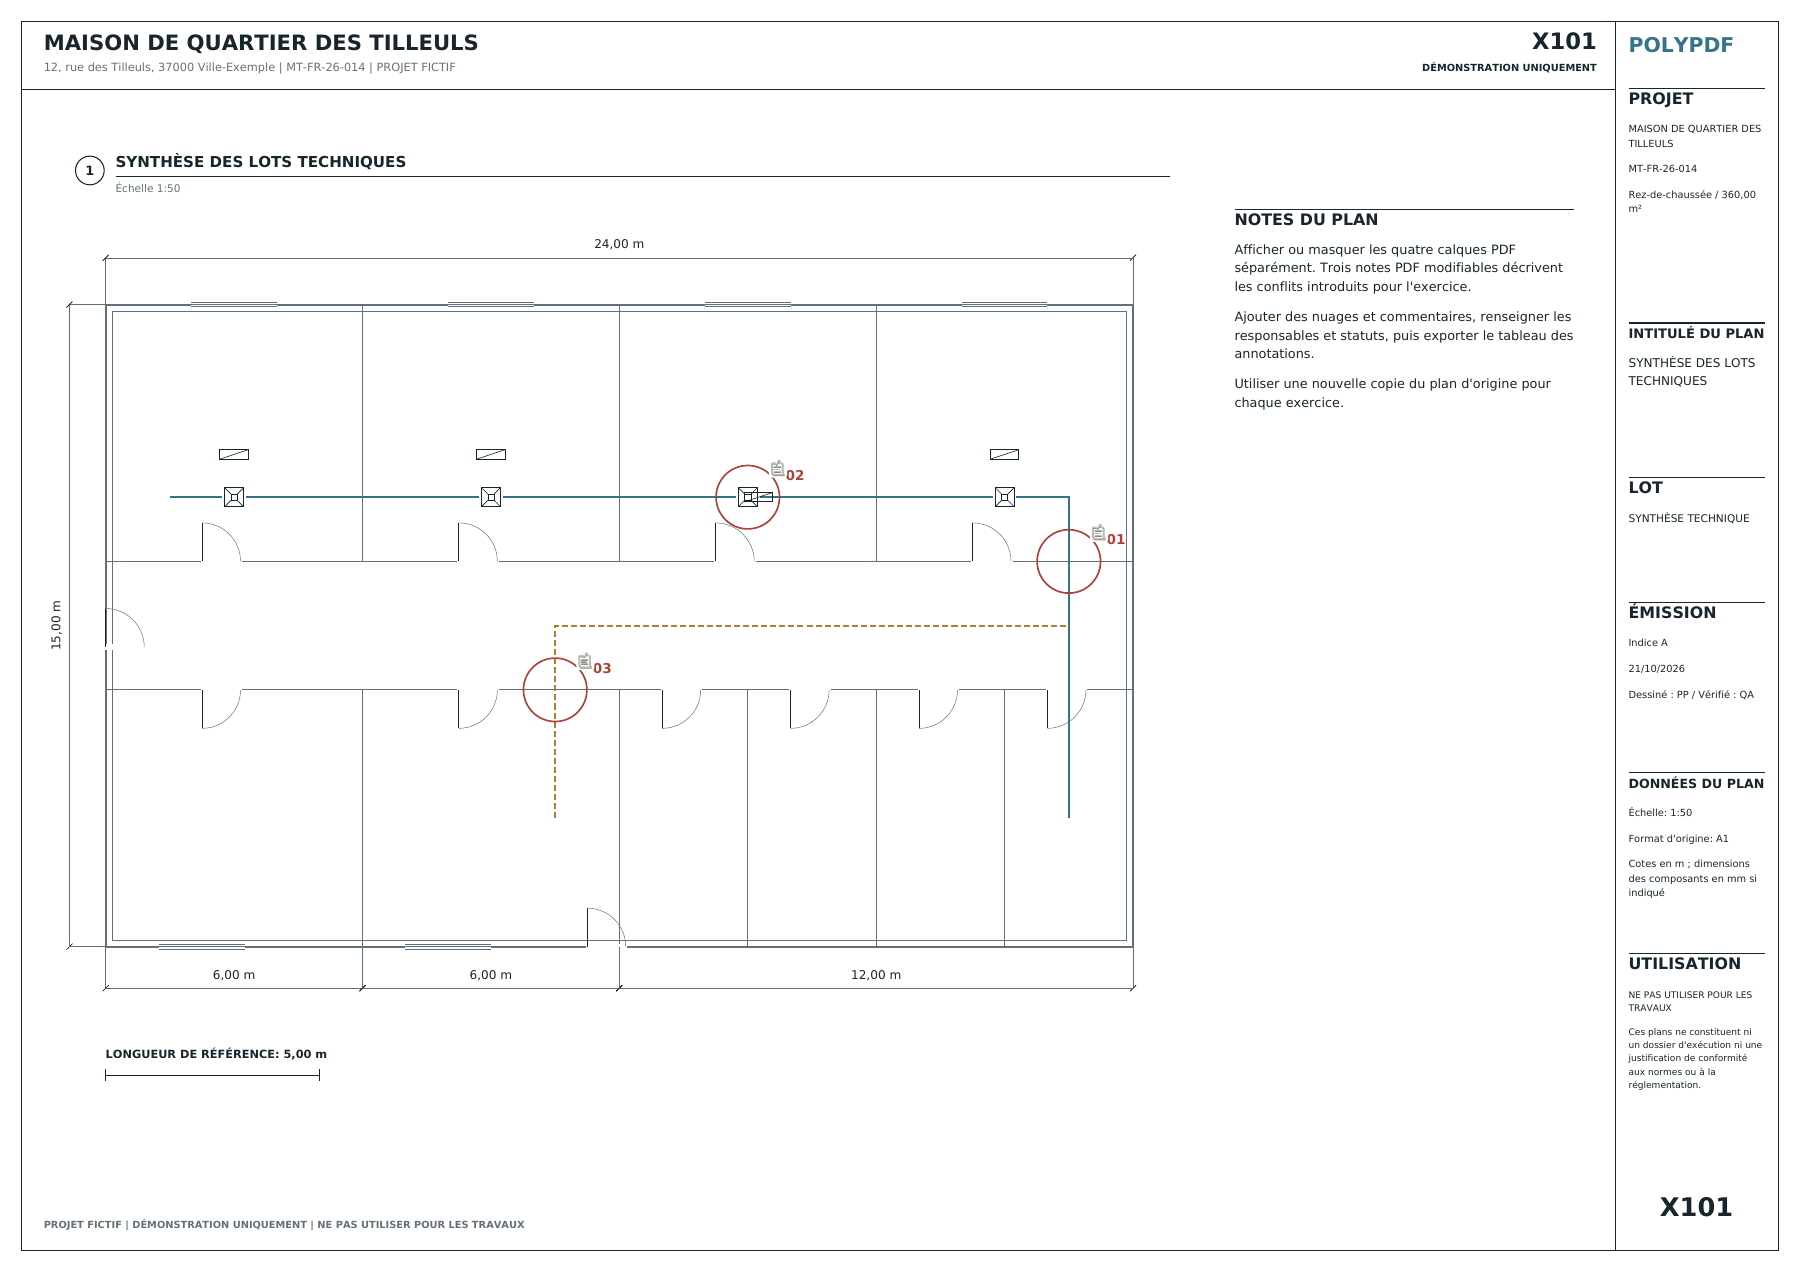 MAISON DE QUARTIER DES TILLEULS
12, rue des Tilleuls, 37000 Ville-Exemple | MT-FR-26-014 | PROJET FICTIF
X101
DÉMONSTRATION UNIQUEMENT
1
SYNTHÈSE DES LOTS TECHNIQUES
Échelle 1:50
24,00 m
15,00 m
02
01
03
6,00 m
6,00 m
12,00 m
LONGUEUR DE RÉFÉRENCE: 5,00 m
NOTES DU PLAN
Afficher ou masquer les quatre calques PDF
séparément. Trois notes PDF modifiables décrivent
les conflits introduits pour l'exercice.
Ajouter des nuages et commentaires, renseigner les
responsables et statuts, puis exporter le tableau des
annotations.
Utiliser une nouvelle copie du plan d'origine pour
chaque exercice.
POLYPDF
PROJET
MAISON DE QUARTIER DES
TILLEULS
MT-FR-26-014
Rez-de-chaussée / 360,00
m²
INTITULÉ DU PLAN
SYNTHÈSE DES LOTS
TECHNIQUES
LOT
SYNTHÈSE TECHNIQUE
ÉMISSION
Indice A
21/10/2026
Dessiné : PP / Vérifié : QA
DONNÉES DU PLAN
Échelle: 1:50
Format d'origine: A1
Cotes en m ; dimensions
des composants en mm si
indiqué
UTILISATION
NE PAS UTILISER POUR LES
TRAVAUX
Ces plans ne constituent ni
un dossier d'exécution ni une
justification de conformité
aux normes ou à la
réglementation.
X101
PROJET FICTIF | DÉMONSTRATION UNIQUEMENT | NE PAS UTILISER POUR LES TRAVAUX